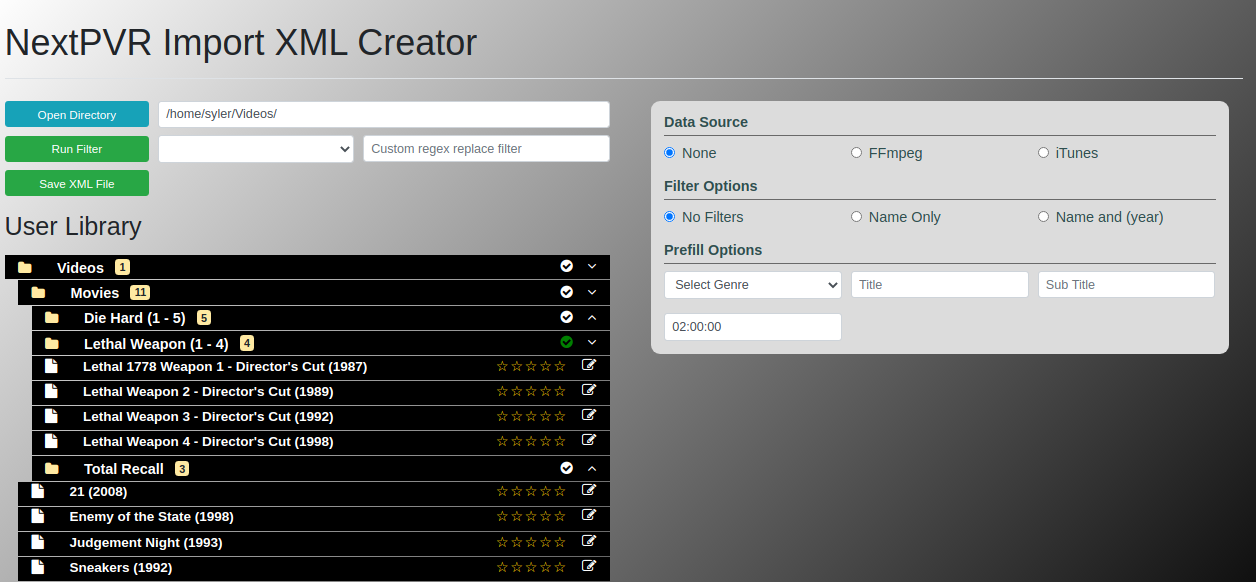 NextPVR Import XML Creator
Open Directory
/home/syler/Videos/
Run Filter
Custom regex replace filter
Save XML File
User Library
Videos 1
Movies 11
Die Hard (1 - 5) 5
Lethal Weapon (1 - 4) 4
Lethal 1778 Weapon 1 - Director's Cut (1987)
Lethal Weapon 2 - Director's Cut (1989)
Lethal Weapon 3 - Director's Cut (1992)
Lethal Weapon 4 - Director's Cut (1998)
Total Recall 3
21 (2008)
Enemy of the State (1998)
Judgement Night (1993)
Sneakers (1992)
Data Source
None FFmpeg iTunes
Filter Options
No Filters Name Only Name and (year)
Prefill Options
Select Genre Title Sub Title
02:00:00